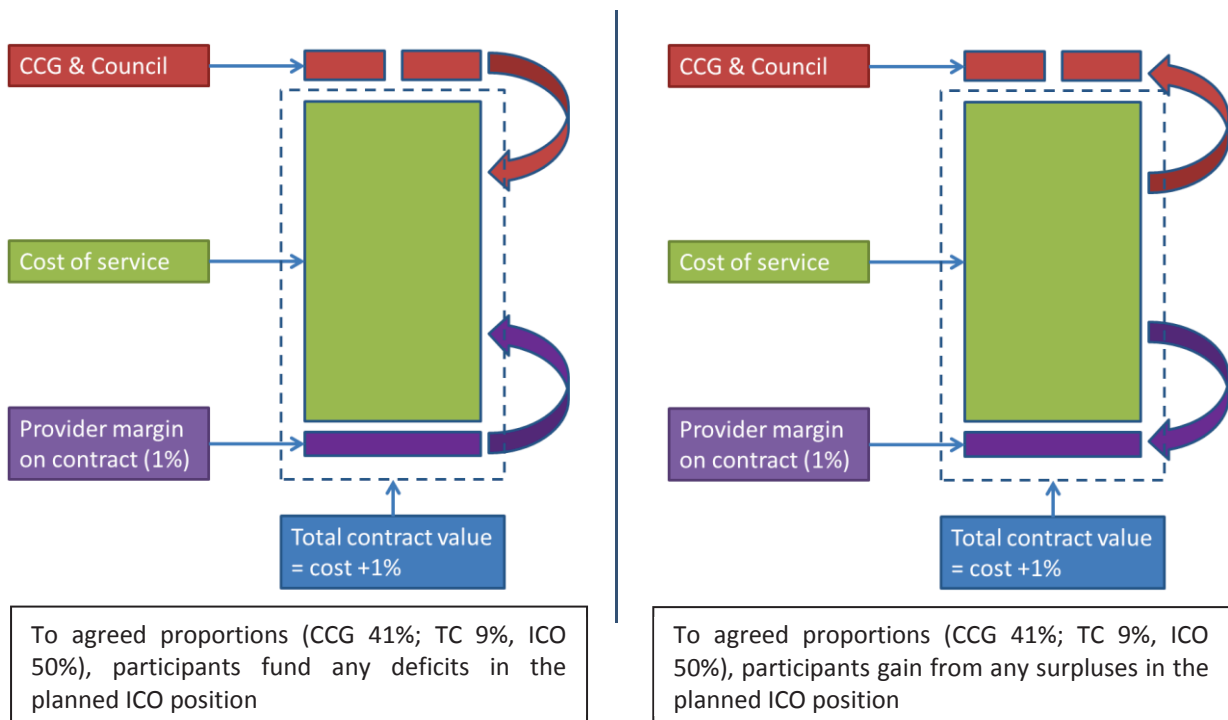 CCG & Council
Cost of service
Provider margin
on contract (1%)
Total contract value
= cost +1%
To agreed proportions (CCG 41%; TC 9%, ICO
50%), participants fund any deficits in the
planned ICO position
CCG & Council
Cost of service
Provider margin
on contract (1%)
Total contract value
= cost +1%
To agreed proportions (CCG 41%; TC 9%, ICO
50%), participants gain from any surpluses in the
planned ICO position